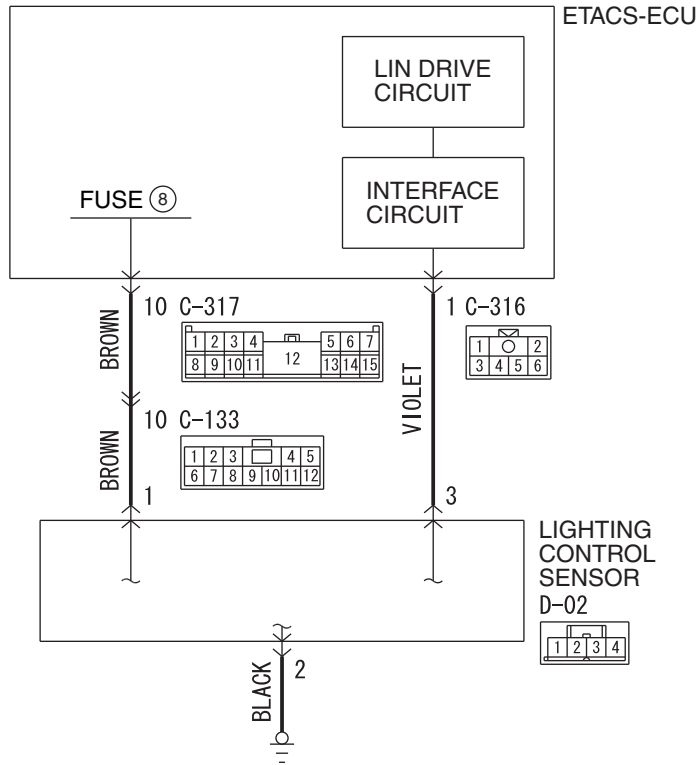 ETACS-ECU
LIN DRIVE
CIRCUIT
INTERFACE
CIRCUIT
FUSE 8
10 C-317
1 2 3 4 5 6 7
8 9 10 11 12 13 14 15
1 C-316
1 2
3 4 5 6
BROWN
VIOLET
10 C-133
1 2 3 4 5
6 7 8 9 10 11 12
BROWN
1
3
LIGHTING
CONTROL
SENSOR
D-02
1 2 3 4
2
BLACK